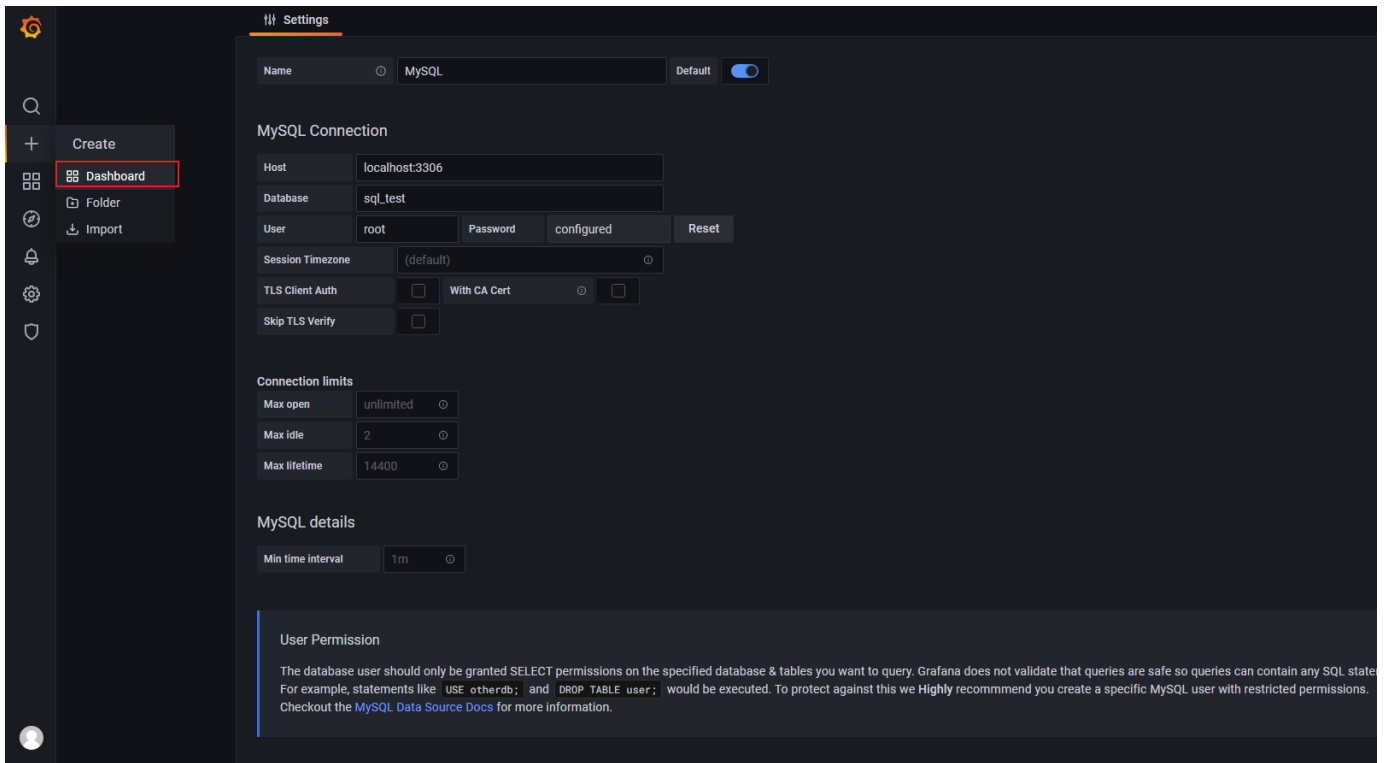 Settings
Name MySQL Default
Create
Dashboard
Folder
Import
MySQL Connection
Host localhost:3306
Database sql_test
User root Password configured Reset
Session Timezone (default)
TLS Client Auth With CA Cert
Skip TLS Verify
Connection limits
Max open unlimited
Max idle 2
Max lifetime 14400
MySQL details
Min time interval 1m
User Permission
The database user should only be granted SELECT permissions on the specified database & tables you want to query. Grafana does not validate that queries are safe so queries can contain any SQL state
For example, statements like USE otherdb; and DROP TABLE user; would be executed. To protect against this we Highly recommmend you create a specific MySQL user with restricted permissions.
Checkout the MySQL Data Source Docs for more information.